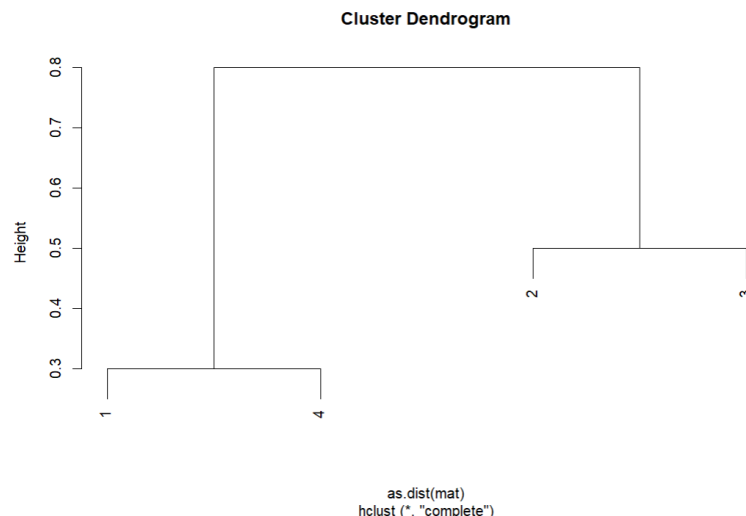 Cluster Dendrogram
Height
0.8
0.7
0.6
0.5
0.4
0.3
1
4
2
3
as.dist(mat)
hclust (*, "complete")